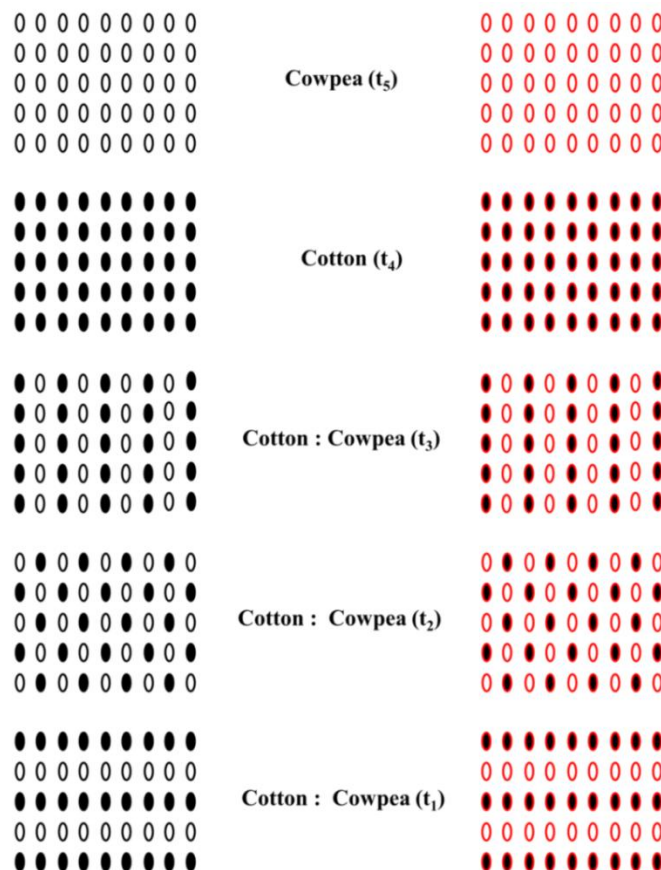 Cowpea (t₅)
Cotton (t₄)
Cotton : Cowpea (t₃)
Cotton :  Cowpea (t₂)
Cotton :  Cowpea (t₁)